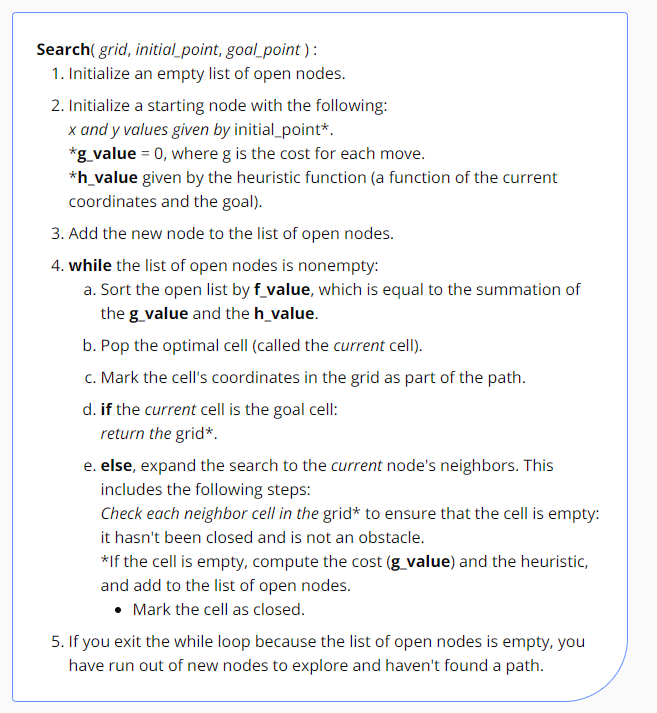 Search( grid, initial_point, goal_point ) :
1. Initialize an empty list of open nodes.
2. Initialize a starting node with the following:
x and y values given by initial_point*.
*g_value = 0, where g is the cost for each move.
*h_value given by the heuristic function (a function of the current
coordinates and the goal).
3. Add the new node to the list of open nodes.
4. while the list of open nodes is nonempty:
a. Sort the open list by f_value, which is equal to the summation of
the g_value and the h_value.
b. Pop the optimal cell (called the current cell).
c. Mark the cell's coordinates in the grid as part of the path.
d. if the current cell is the goal cell:
return the grid*.
e. else, expand the search to the current node's neighbors. This
includes the following steps:
Check each neighbor cell in the grid* to ensure that the cell is empty:
it hasn't been closed and is not an obstacle.
*If the cell is empty, compute the cost (g_value) and the heuristic,
and add to the list of open nodes.
• Mark the cell as closed.
5. If you exit the while loop because the list of open nodes is empty, you
have run out of new nodes to explore and haven't found a path.